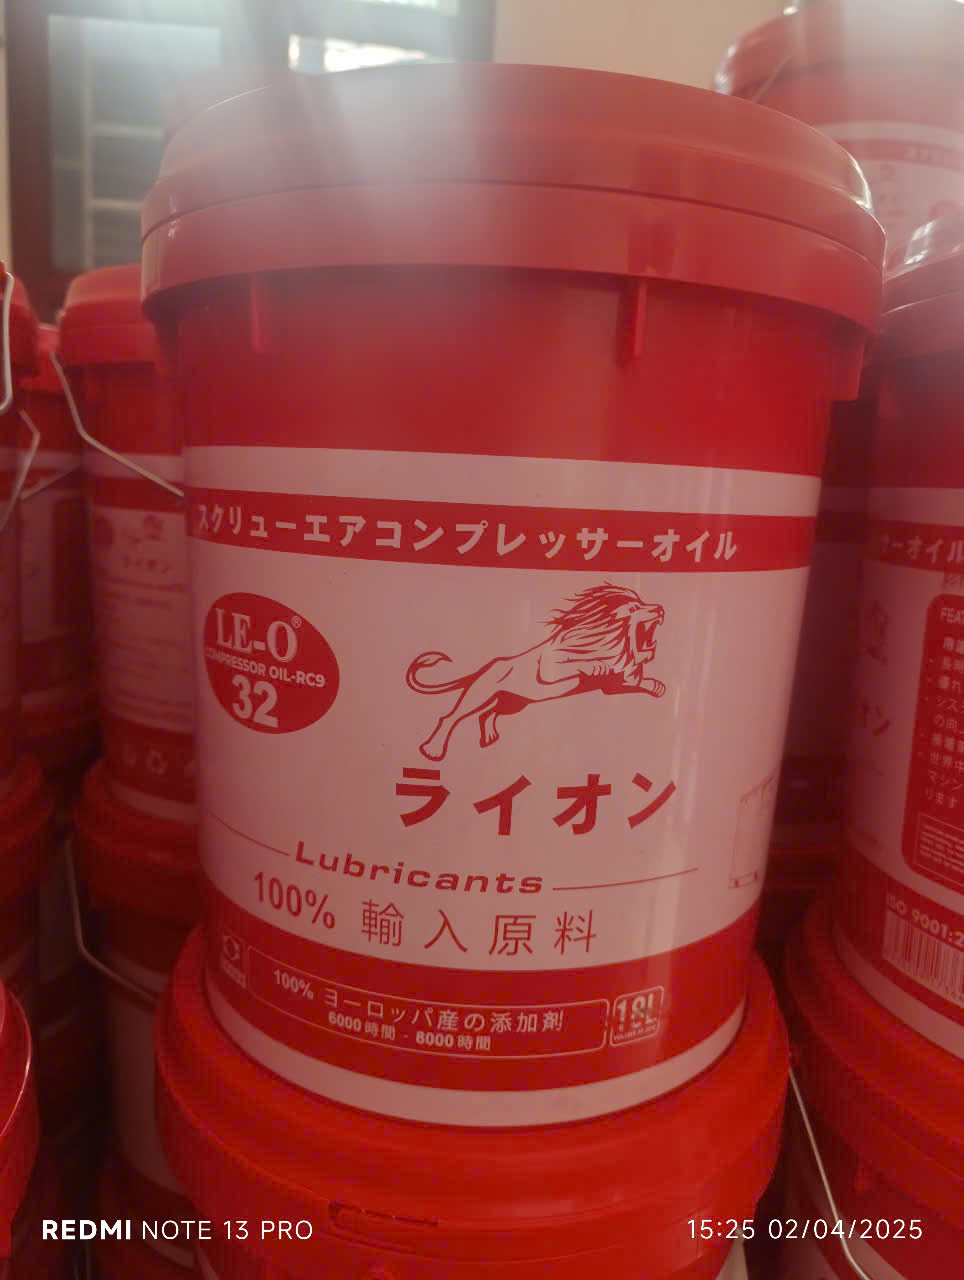 スクリューエアコンプレッサーオイル
LE-O®
COMPRESSOR OIL-RC9
32
ライオン
Lubricants
100% 輸入原料
100% ヨーロッパ産の添加剤
6000時間 - 8000時間
18L
ライオン
ーオイル
ISO 9001:2
REDMI NOTE 13 PRO
15:25 02/04/2025